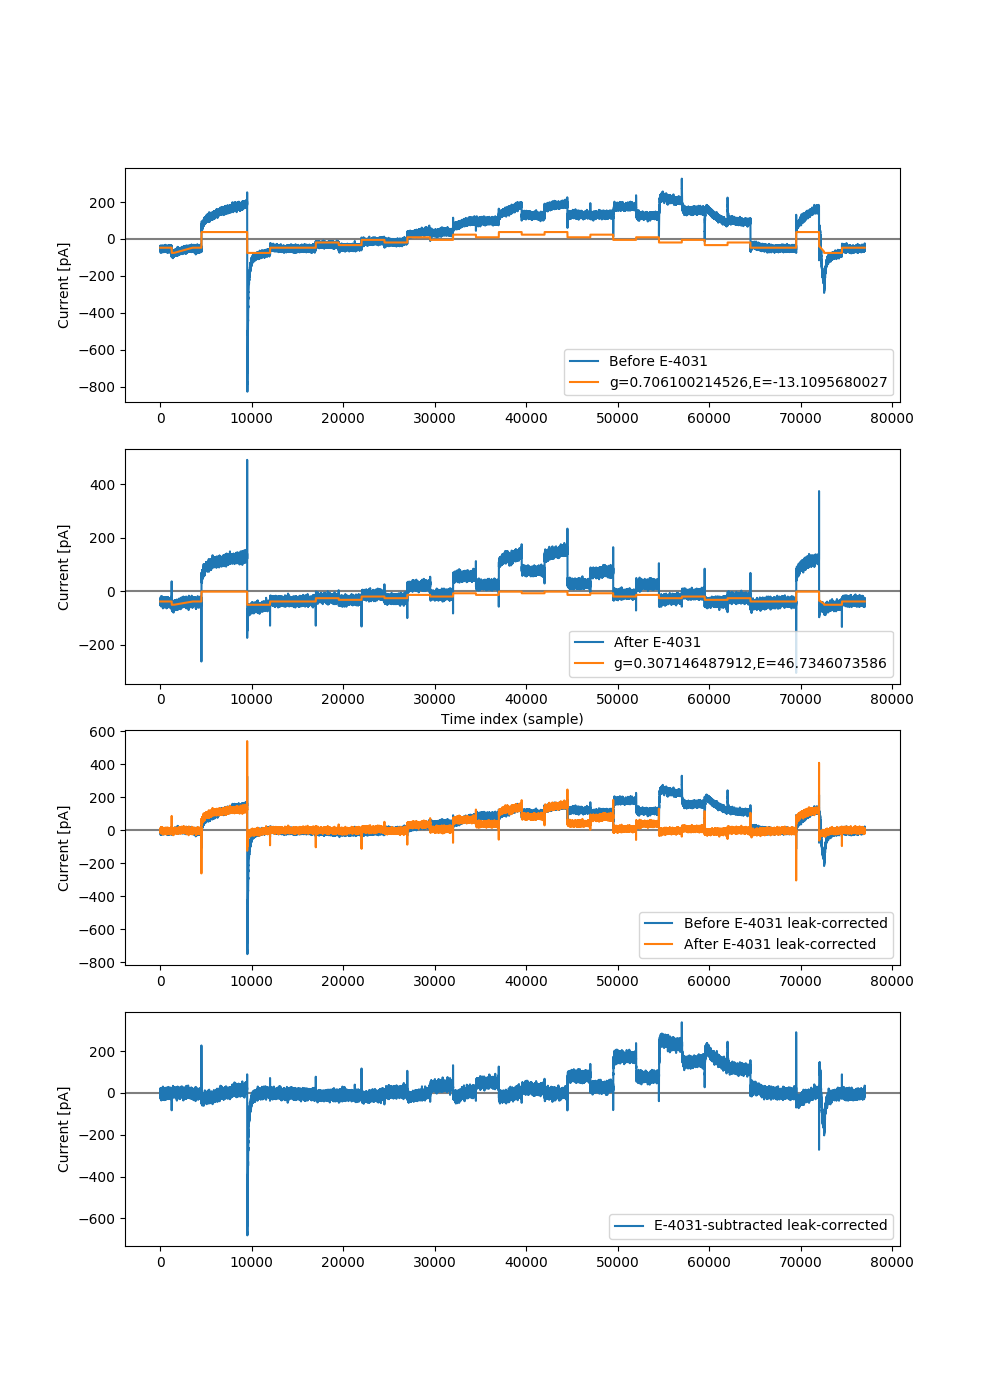 200
0
−200
−400
−600
−800
Current [pA]
Before E-4031
g=0.706100214526,E=-13.1095680027
0 10000 20000 30000 40000 50000 60000 70000 80000
400
200
0
−200
Current [pA]
After E-4031
g=0.307146487912,E=46.7346073586
0 10000 20000 30000 40000 50000 60000 70000 80000
Time index (sample)
600
400
200
0
−200
−400
−600
−800
Current [pA]
Before E-4031 leak-corrected
After E-4031 leak-corrected
0 10000 20000 30000 40000 50000 60000 70000 80000
200
0
−200
−400
−600
Current [pA]
E-4031-subtracted leak-corrected
0 10000 20000 30000 40000 50000 60000 70000 80000